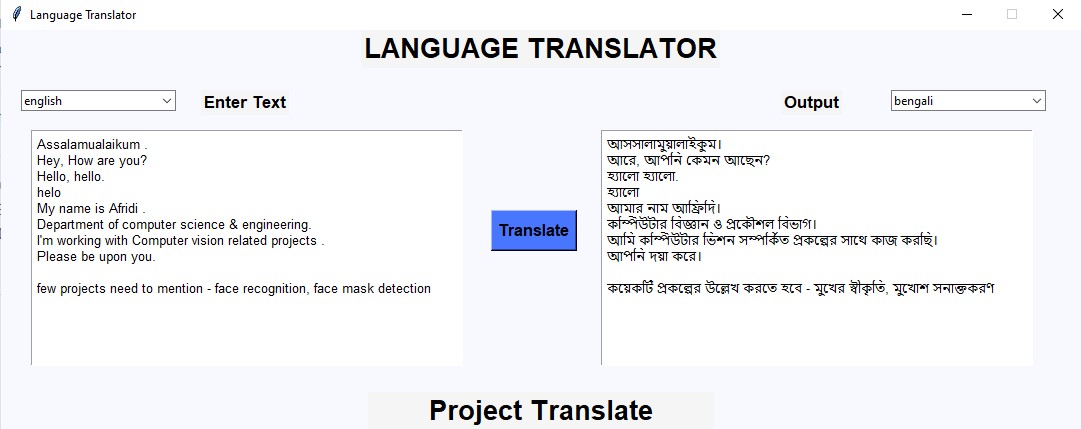 Language Translator
LANGUAGE TRANSLATOR
english
Enter Text
Output
bengali
Assalamualaikum .
Hey, How are you?
Hello, hello.
helo
My name is Afridi .
Department of computer science & engineering.
I'm working with Computer vision related projects .
Please be upon you.
few projects need to mention - face recognition, face mask detection
Translate
আসসালামুয়ালাইকুম।
আরে, আপনি কেমন আছেন?
হ্যালো হ্যালো.
হ্যালো
আমার নাম আফ্রিদি।
কম্পিউটার বিজ্ঞান ও প্রকৌশল বিভাগ।
আমি কম্পিউটার ভিশন সম্পর্কিত প্রকল্পের সাথে কাজ করছি।
আপনি দয়া করে।
কয়েকটি প্রকল্পের উল্লেখ করতে হবে - মুখের স্বীকৃতি, মুখোশ সনাক্তকরণ
Project Translate